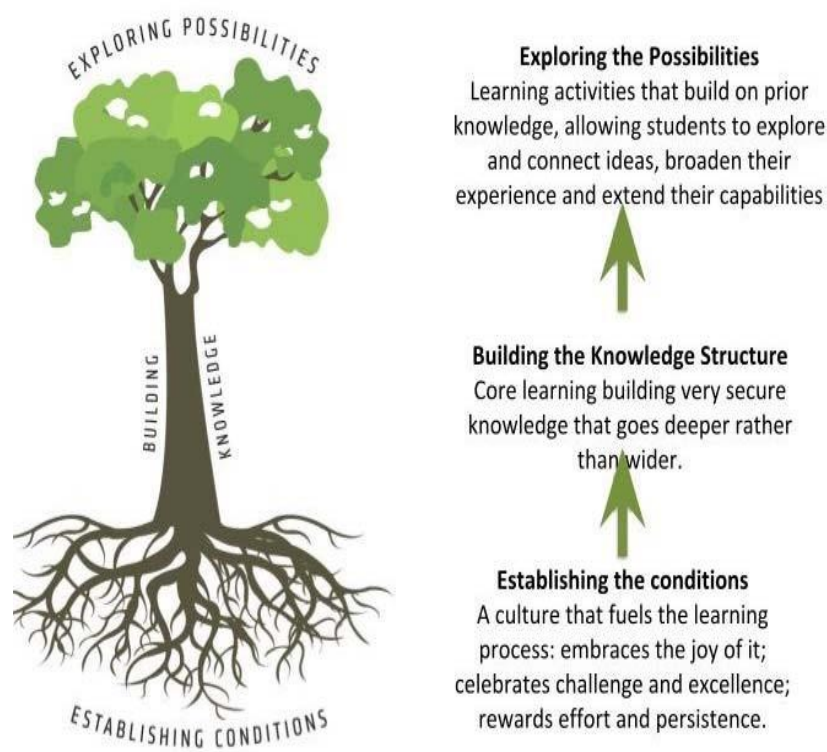 EXPLORING POSSIBILITIES
BUILDING
KNOWLEDGE
ESTABLISHING CONDITIONS
Exploring the Possibilities
Learning activities that build on prior
knowledge, allowing students to explore
and connect ideas, broaden their
experience and extend their capabilities
Building the Knowledge Structure
Core learning building very secure
knowledge that goes deeper rather
than wider.
Establishing the conditions
A culture that fuels the learning
process: embraces the joy of it;
celebrates challenge and excellence;
rewards effort and persistence.